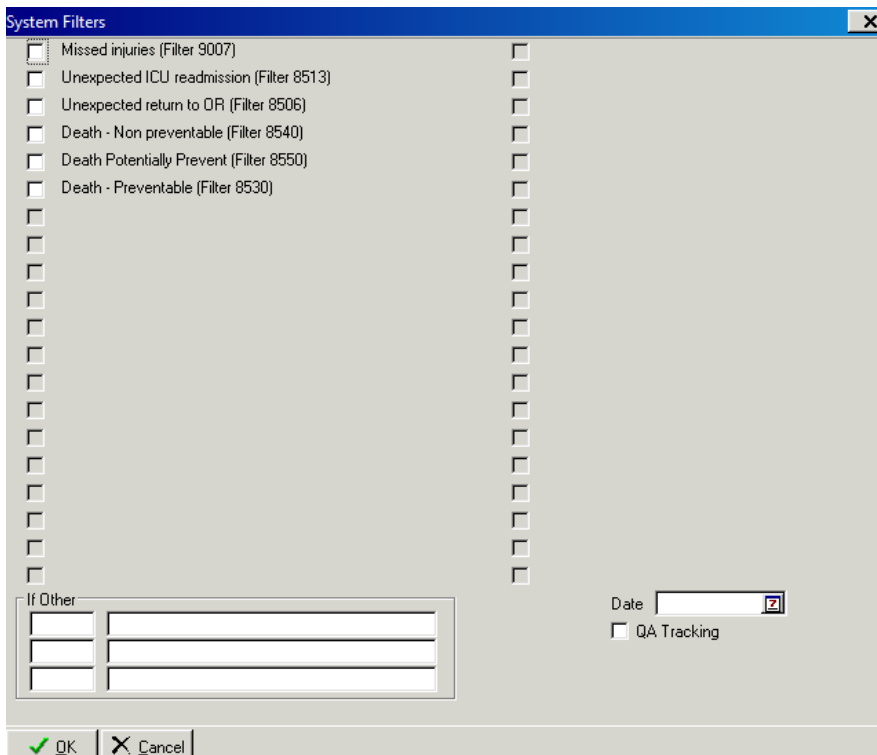 System Filters
Missed injuries (Filter 9007)
Unexpected ICU readmission (Filter 8513)
Unexpected return to OR (Filter 8506)
Death - Non preventable (Filter 8540)
Death Potentially Prevent (Filter 8550)
Death - Preventable (Filter 8530)
If Other
Date
QA Tracking
OK
Cancel